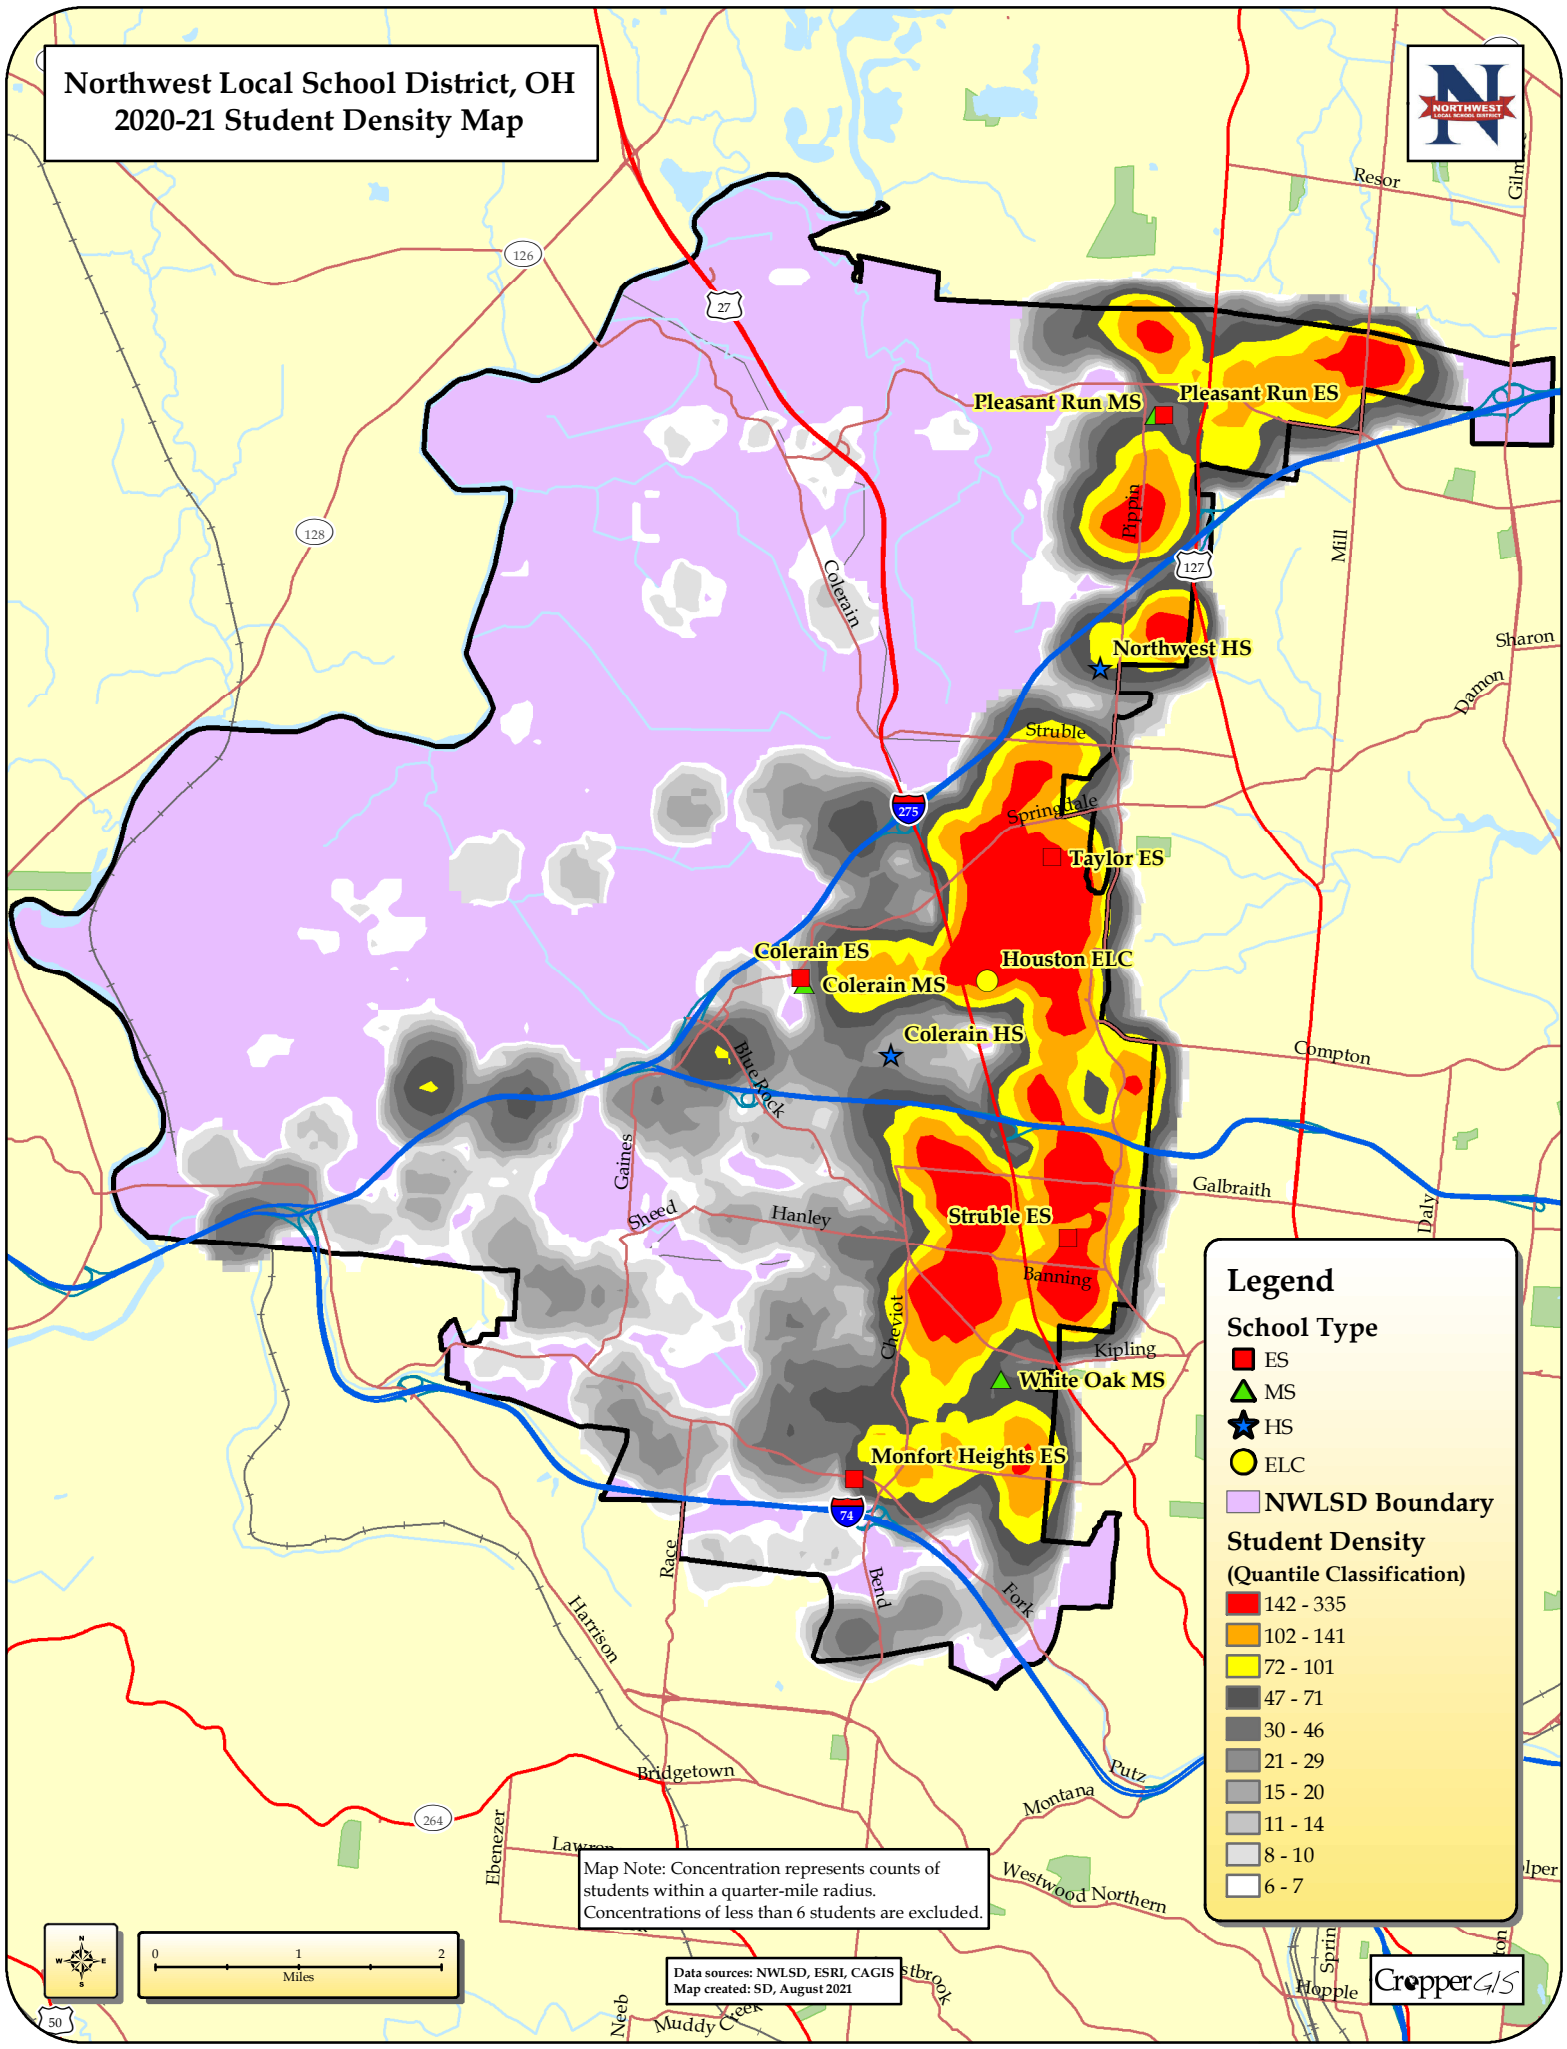 Northwest Local School District, OH
2020-21 Student Density Map
NORTHWEST
LOCAL SCHOOL DISTRICT
Resor
126
27
Pleasant Run MS
Pleasant Run ES
128
Pippin
Mill
127
Colerain
Sharon
Northwest HS
Damon
Struble
275
Springdale
Taylor ES
Colerain ES
Houston ELC
Colerain MS
Colerain HS
Compton
Blue Rock
Gaines
Galbraith
Daly
Sheed
Hanley
Struble ES
Banning
Cheviot
Kipling
White Oak MS
Monfort Heights ES
74
Race
Bend
Fork
Harrison
Putz
Bridgetown
Montana
264
Ebenezer
Westwood Northern
Legend
School Type
ES
MS
HS
ELC
NWLSD Boundary
Student Density
(Quantile Classification)
142 - 335
102 - 141
72 - 101
47 - 71
30 - 46
21 - 29
15 - 20
11 - 14
8 - 10
6 - 7
Map Note: Concentration represents counts of
students within a quarter-mile radius.
Concentrations of less than 6 students are excluded.
N
W E
S
0 1 2
Miles
Data sources: NWLSD, ESRI, CAGIS
Map created: SD, August 2021
Hopple
CropperGIS
50
Neeb
Muddy Creek